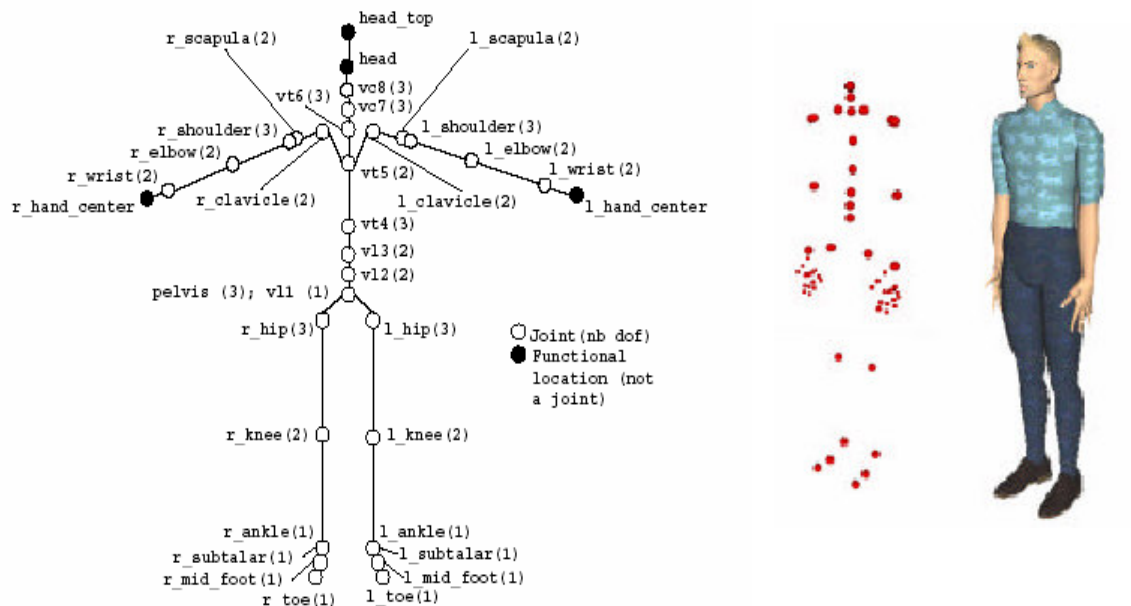 head_top
r_scapula(2)
l_scapula(2)
head
vc8(3)
vt6(3)
vc7(3)
r_shoulder(3)
l_shoulder(3)
r_elbow(2)
l_elbow(2)
r_wrist(2)
vt5(2)
l_wrist(2)
r_hand_center
r_clavicle(2)
l_clavicle(2)
l_hand_center
vt4(3)
vl3(2)
vl2(2)
pelvis (3); vl1 (1)
r_hip(3)
l_hip(3)
Joint(nb dof)
Functional
location (not
a joint)
r_knee(2)
l_knee(2)
r_ankle(1)
l_ankle(1)
r_subtalar(1)
l_subtalar(1)
r_mid_foot(1)
l_mid_foot(1)
r_toe(1)
l_toe(1)